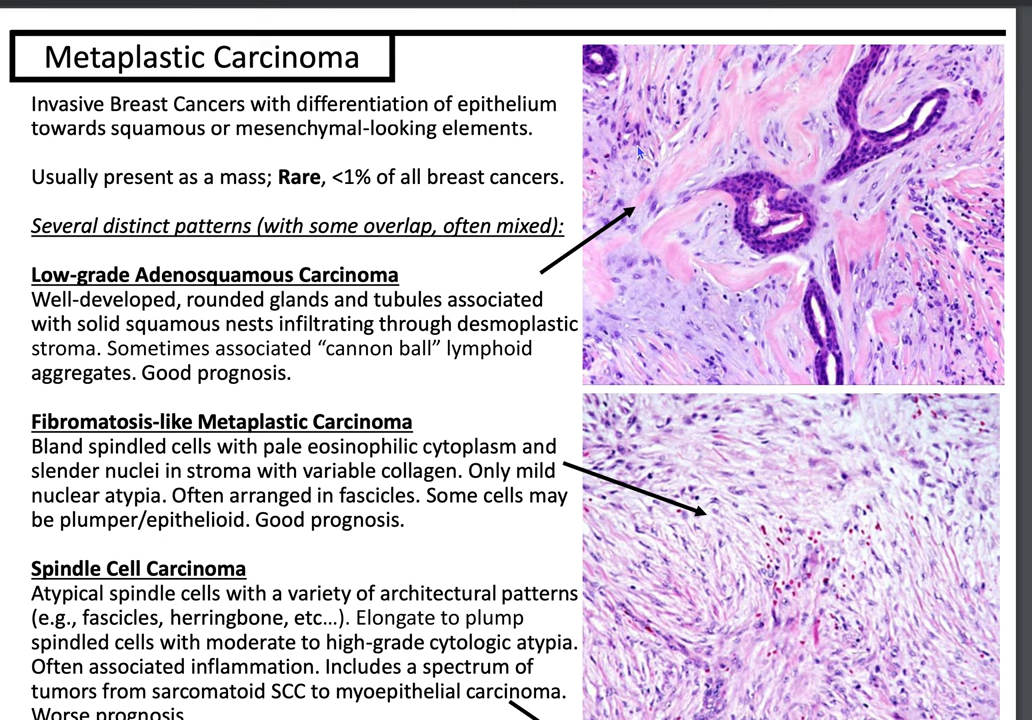 Metaplastic Carcinoma
Invasive Breast Cancers with differentiation of epithelium
towards squamous or mesenchymal-looking elements.
Usually present as a mass; Rare, <1% of all breast cancers.
Several distinct patterns (with some overlap, often mixed):
Low-grade Adenosquamous Carcinoma
Well-developed, rounded glands and tubules associated
with solid squamous nests infiltrating through desmoplastic
stroma. Sometimes associated “cannon ball” lymphoid
aggregates. Good prognosis.
Fibromatosis-like Metaplastic Carcinoma
Bland spindled cells with pale eosinophilic cytoplasm and
slender nuclei in stroma with variable collagen. Only mild
nuclear atypia. Often arranged in fascicles. Some cells may
be plumper/epithelioid. Good prognosis.
Spindle Cell Carcinoma
Atypical spindle cells with a variety of architectural patterns
(e.g., fascicles, herringbone, etc…). Elongate to plump
spindled cells with moderate to high-grade cytologic atypia.
Often associated inflammation. Includes a spectrum of
tumors from sarcomatoid SCC to myoepithelial carcinoma.
Worse prognosis